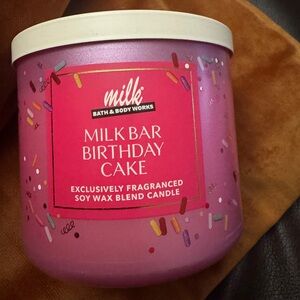 milk
BATH & BODY WORKS
MILK BAR
BIRTHDAY
CAKE
EXCLUSIVELY FRAGRANCED
SOY WAX BLEND CANDLE